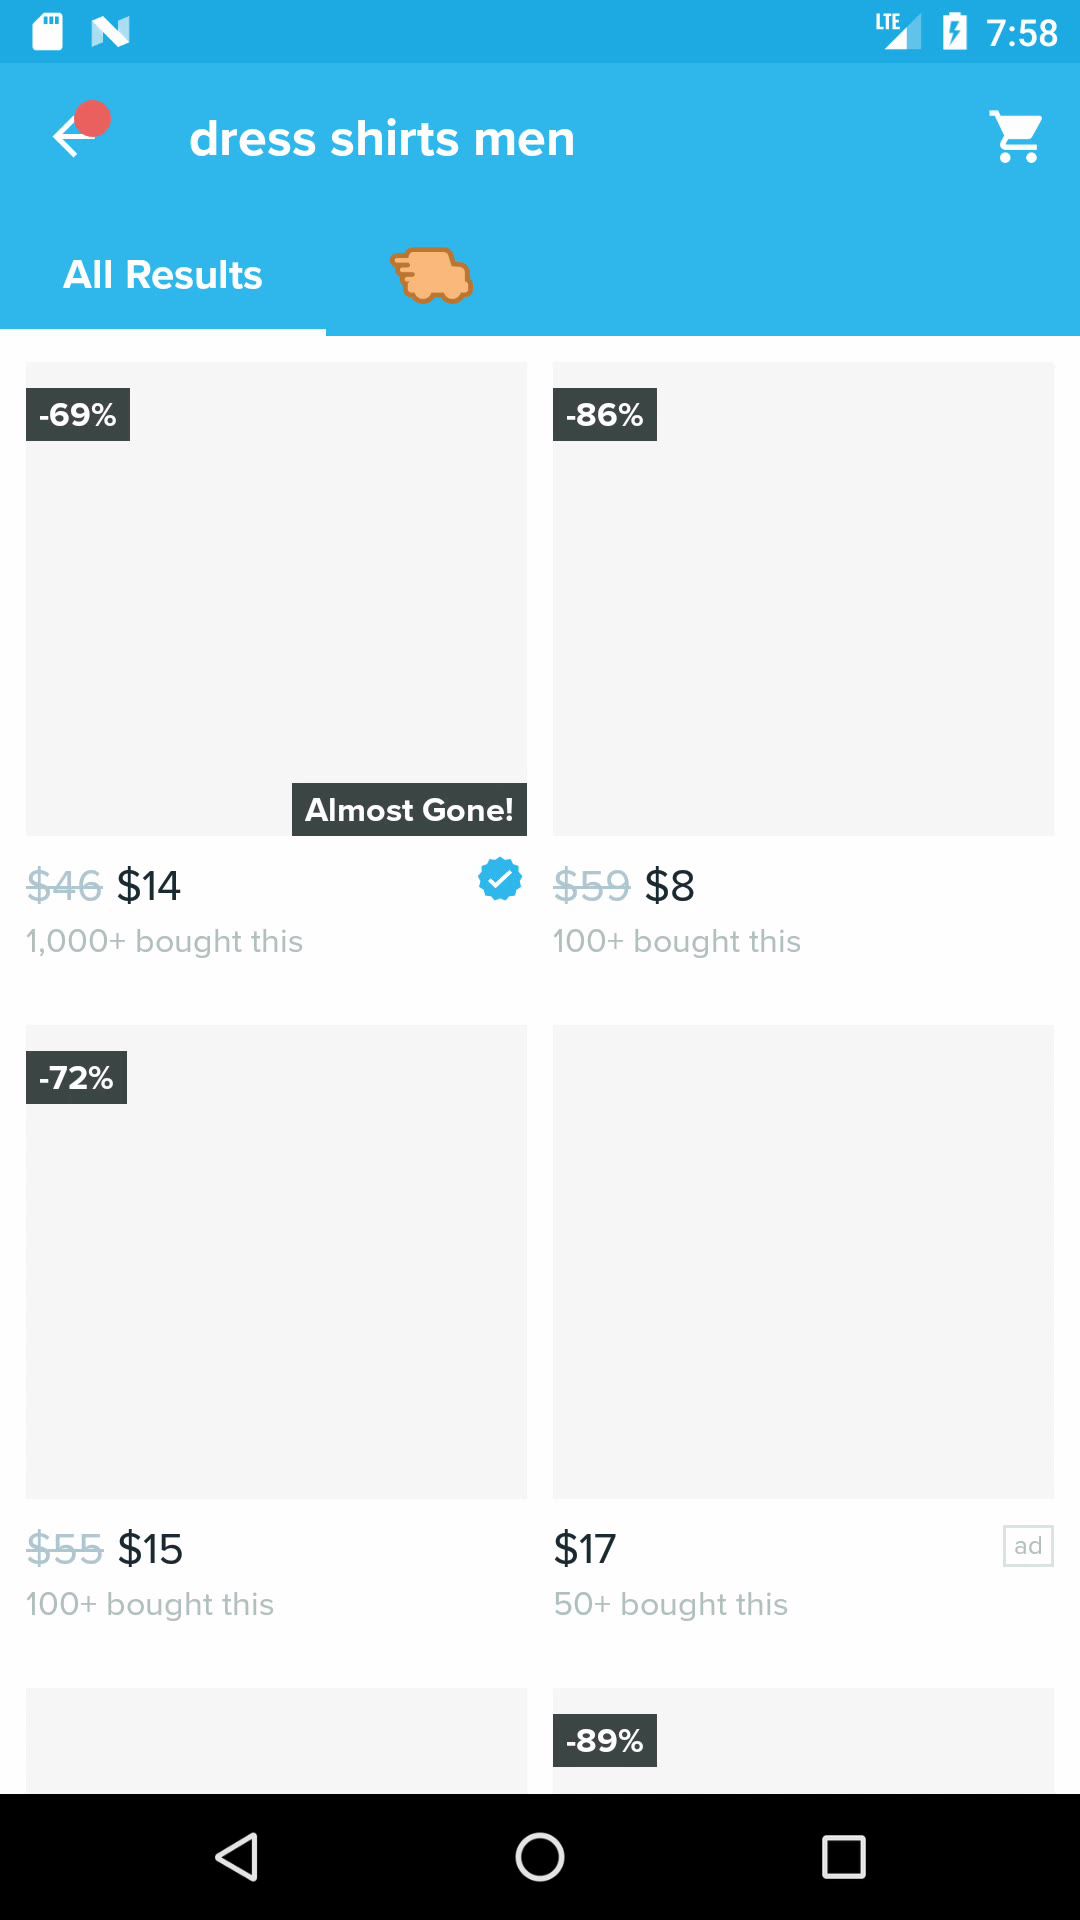 LTE 7:58
dress shirts men
All Results
-69%
-86%
Almost Gone!
$46 $14
$59 $8
1,000+ bought this
100+ bought this
-72%
$55 $15
$17
ad
100+ bought this
50+ bought this
-89%